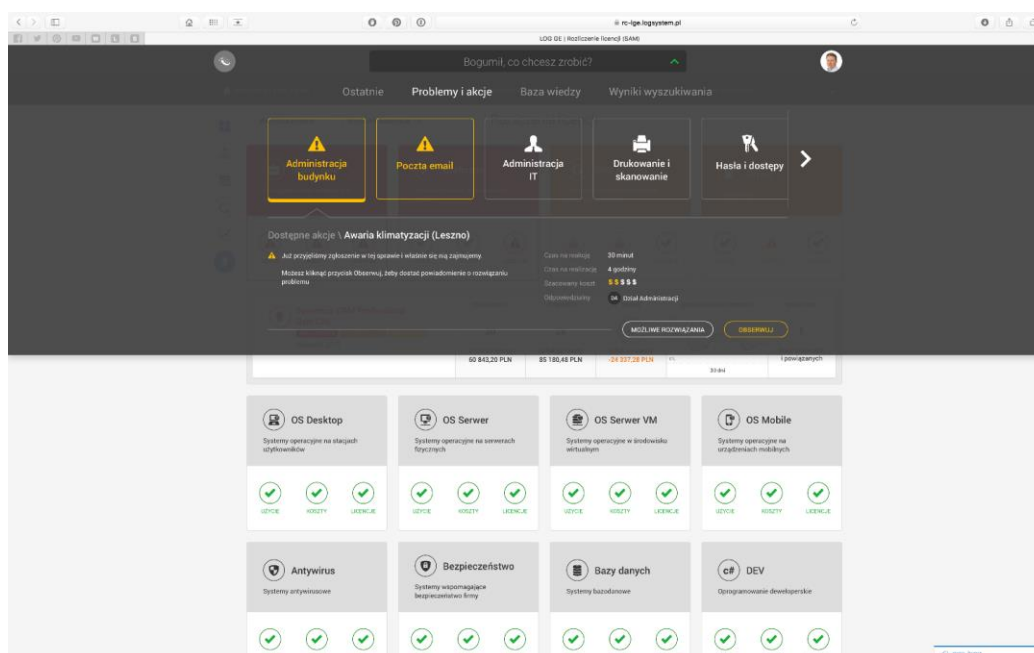 rc-lge.logsystem.pl
LOG GE | Rozliczenie licencji (SAM)
Bogumił, co chcesz zrobić?
Ostatnie Problemy i akcje Baza wiedzy Wyniki wyszukiwania
Administracja
budynku
Poczta email
Administracja
IT
Drukowanie i
skanowanie
Hasła i dostępy
Dostępne akcje \ Awaria klimatyzacji (Leszno)
Już przyjęliśmy zgłoszenie w tej sprawie i właśnie się nią zajmujemy.
Możesz kliknąć przycisk Obserwuj, żeby dostać powiadomienie o rozwiązaniu
problemu
Czas na reakcję 30 minut
Czas na realizację 4 godziny
Szacowany koszt $$$$$
Odpowiedzialny DA Dział Administracji
MOŻLIWE ROZWIĄZANIA OBSERWUJ
60 843,20 PLN 85 180,48 PLN -24 337,28 PLN i powiązanych
30 dni
OS Desktop
Systemy operacyjne na stacjach
użytkowników
UŻYCIE KOSZTY LICENCJE
OS Serwer
Systemy operacyjne na serwerach
fizycznych
UŻYCIE KOSZTY LICENCJE
OS Serwer VM
Systemy operacyjne w środowisku
wirtualnym
UŻYCIE KOSZTY LICENCJE
OS Mobile
Systemy operacyjne na
urządzeniach mobilnych
UŻYCIE KOSZTY LICENCJE
Antywirus
Systemy antywirusowe
Bezpieczeństwo
Systemy wspomagające
bezpieczeństwo firmy
Bazy danych
Systemy bazodanowe
c# DEV
Oprogramowanie deweloperskie